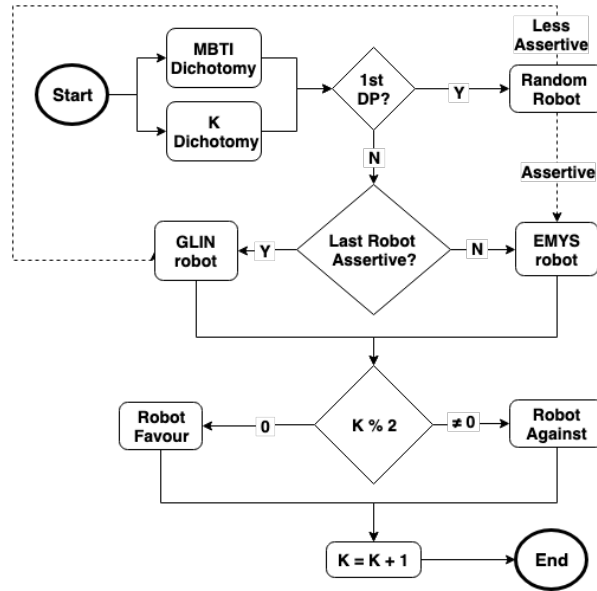 Less
Assertive
MBTI
Dichotomy
Start
1st
DP?
Y
Random
Robot
K
Dichotomy
N
Assertive
GLIN
robot
Y
Last Robot
Assertive?
N
EMYS
robot
Robot
Favour
0
K % 2
≠ 0
Robot
Against
K = K + 1
End